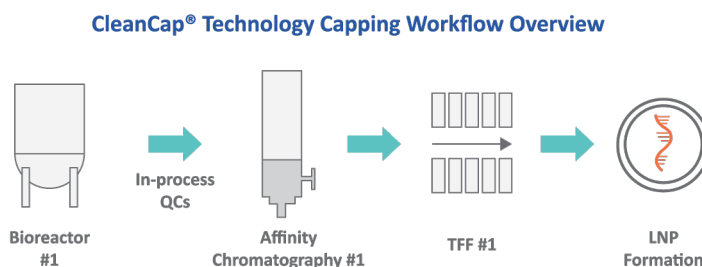 CleanCap® Technology Capping Workflow Overview
In-process
QCs
Bioreactor
#1
Affinity
Chromatography #1
TFF #1
LNP
Formation